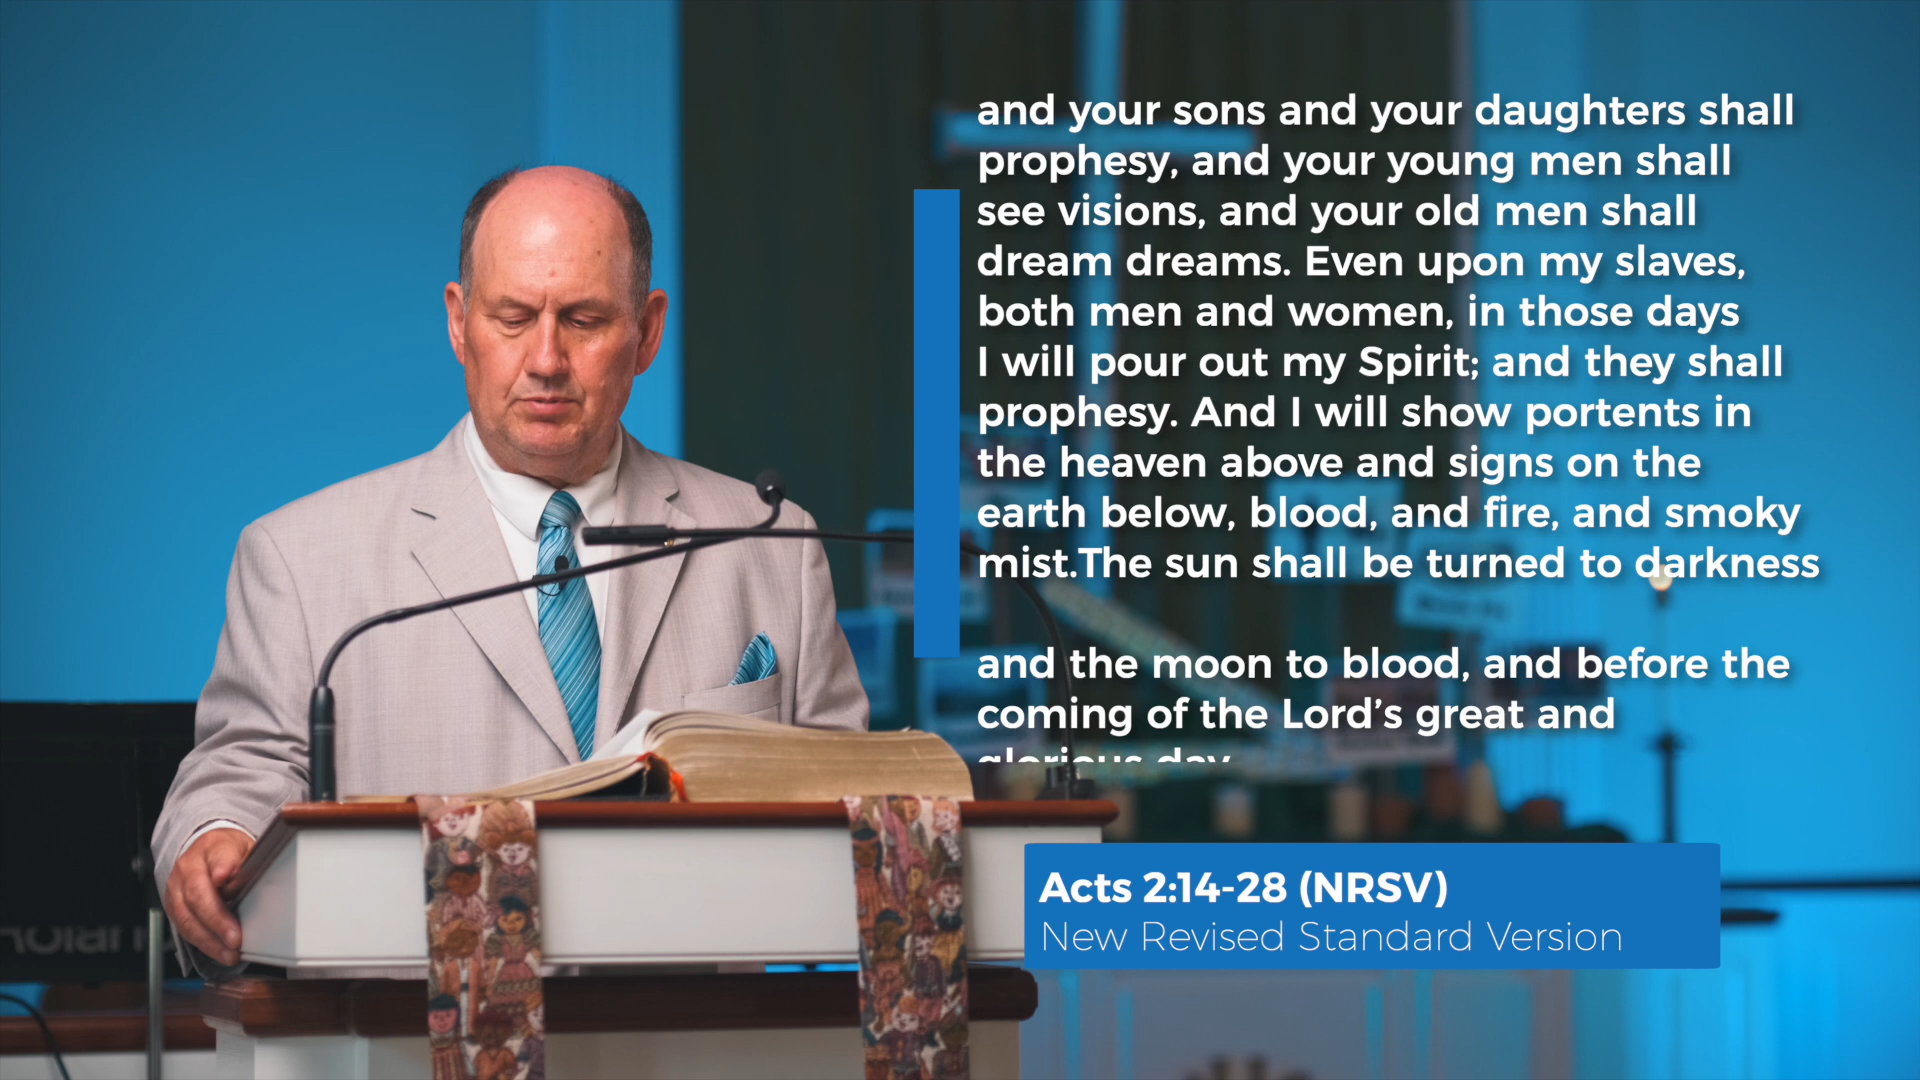 and your sons and your daughters shall
prophesy, and your young men shall
see visions, and your old men shall
dream dreams. Even upon my slaves,
both men and women, in those days
I will pour out my Spirit; and they shall
prophesy. And I will show portents in
the heaven above and signs on the
earth below, blood, and fire, and smoky
mist.The sun shall be turned to darkness
and the moon to blood, and before the
coming of the Lord’s great and
glorious day
Acts 2:14-28 (NRSV)
New Revised Standard Version
Roland